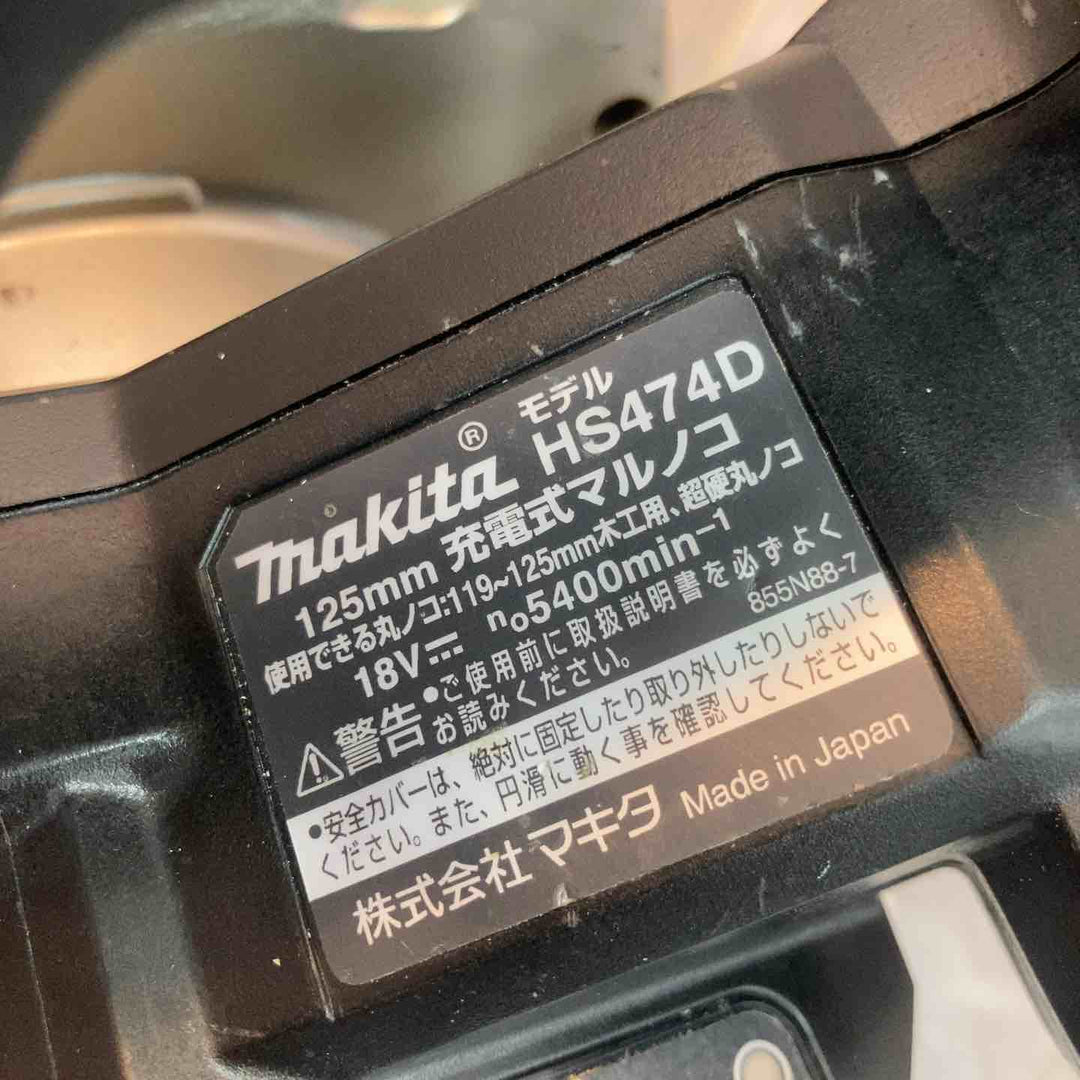 makita® モデル HS474D
125mm 充電式マルノコ
使用できる丸ノコ:119~125mm木工用、超硬丸ノコ
18V⎓ n₀5400min⁻¹
⚠警告 •ご使用前に取扱説明書を必ずよく
お読みください。 855N88-7
•安全カバーは、絶対に固定したり取り外したりしないで
ください。また、円滑に動く事を確認してください。
株式会社 マキタ Made in Japan